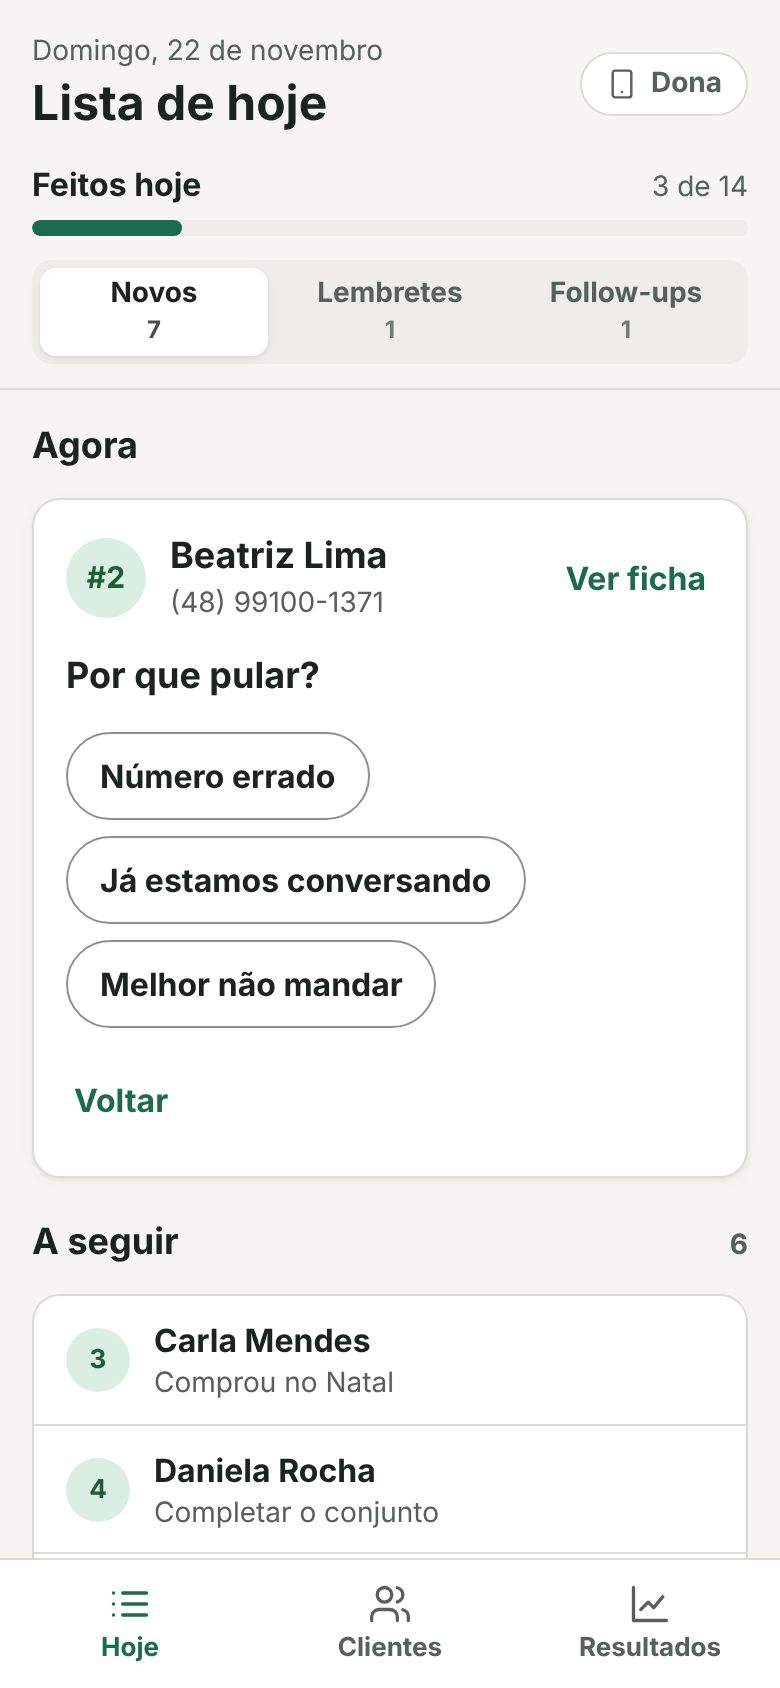 Domingo, 22 de novembro
Lista de hoje
Dona
Feitos hoje
3 de 14
Novos
7
Lembretes
1
Follow-ups
1
Agora
#2
Beatriz Lima
(48) 99100-1371
Ver ficha
Por que pular?
Número errado
Já estamos conversando
Melhor não mandar
Voltar
A seguir
6
3
Carla Mendes
Comprou no Natal
4
Daniela Rocha
Completar o conjunto
Hoje
Clientes
Resultados